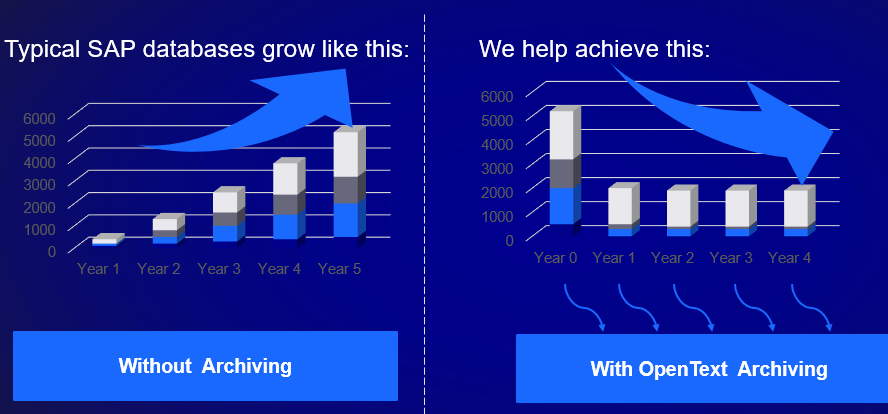 Typical SAP databases grow like this:
6000
5000
4000
3000
2000
1000
0
Year 1 Year 2 Year 3 Year 4 Year 5
Without Archiving
We help achieve this:
6000
5000
4000
3000
2000
1000
0
Year 0 Year 1 Year 2 Year 3 Year 4
With OpenText Archiving